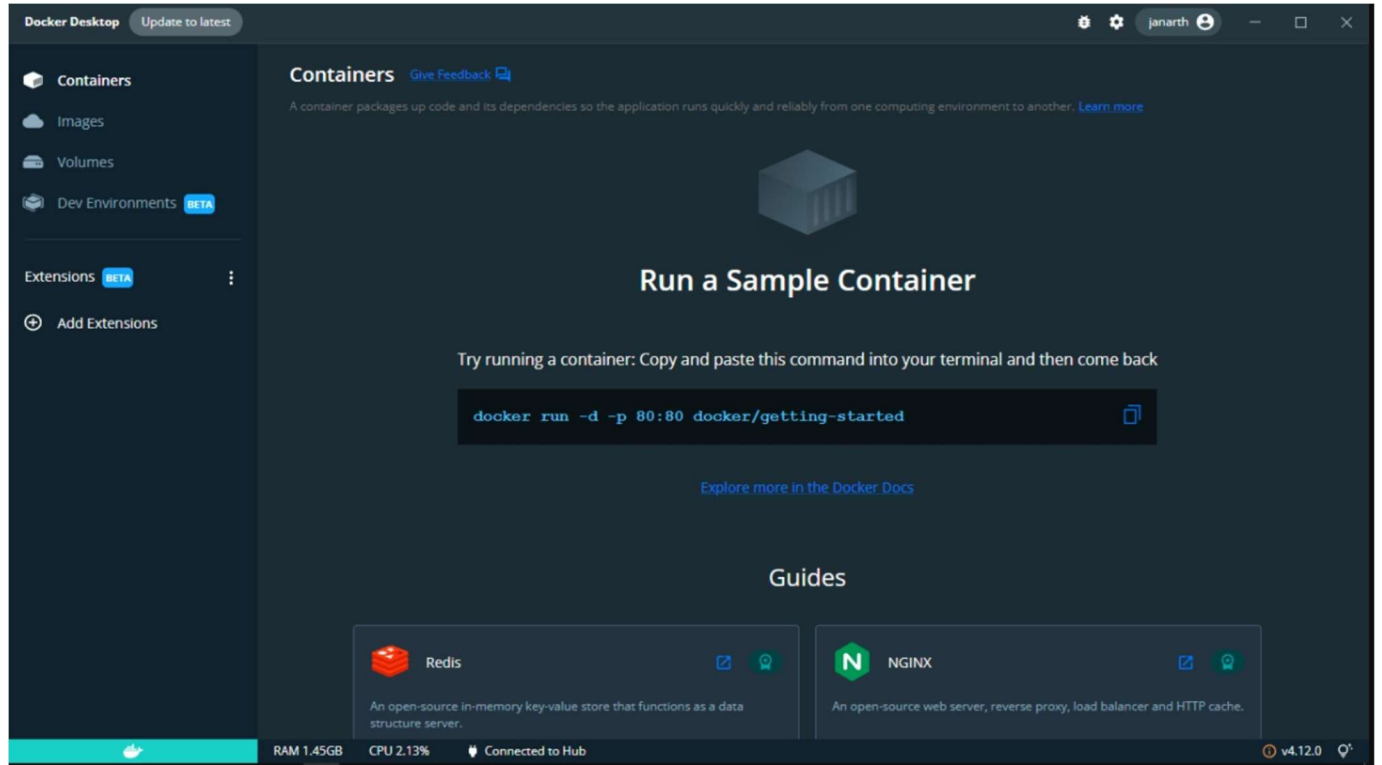 Docker Desktop Update to latest janarth
Containers
Images
Volumes
Dev Environments BETA
Extensions BETA
Add Extensions
Containers Give Feedback
A container packages up code and its dependencies so the application runs quickly and reliably from one computing environment to another. Learn more
Run a Sample Container
Try running a container: Copy and paste this command into your terminal and then come back
docker run -d -p 80:80 docker/getting-started
Explore more in the Docker Docs
Guides
Redis
An open-source in-memory key-value store that functions as a data
structure server.
N NGINX
An open-source web server, reverse proxy, load balancer and HTTP cache.
RAM 1.45GB CPU 2.13% Connected to Hub v4.12.0